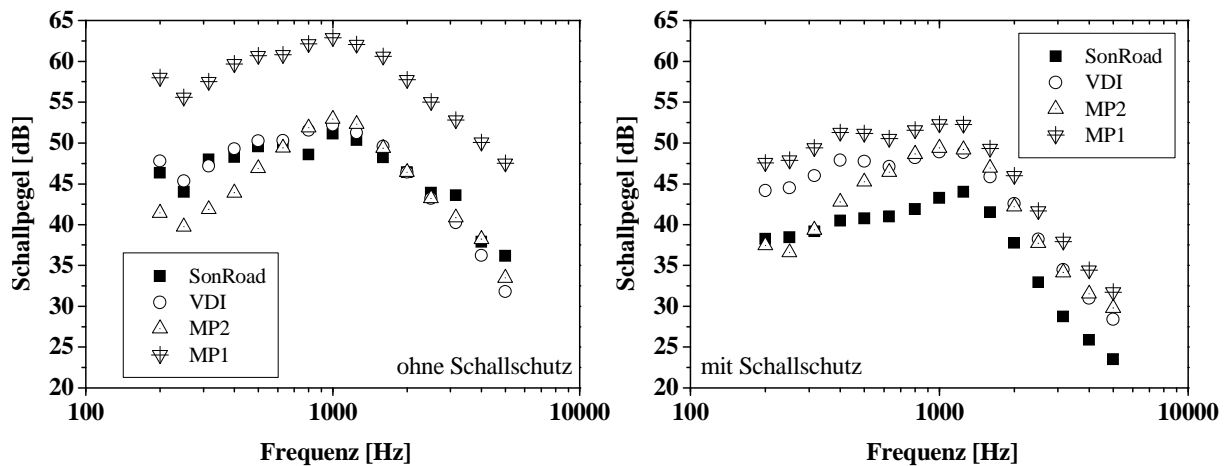 65
60
55
50
45
40
35
30
25
20
Schallpegel [dB]
SonRoad
VDI
MP2
MP1
ohne Schallschutz
100
1000
10000
Frequenz [Hz]
65
60
55
50
45
40
35
30
25
20
Schallpegel [dB]
SonRoad
VDI
MP2
MP1
mit Schallschutz
100
1000
10000
Frequenz [Hz]